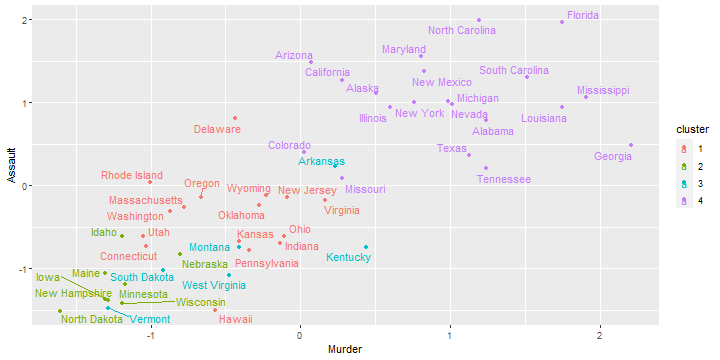 Florida
North Carolina
Maryland
Arizona
California
South Carolina
Alaska
New Mexico
Mississippi
Michigan
Illinois
New York
Nevada
Louisiana
Alabama
Delaware
Colorado
Texas
Arkansas
Georgia
Rhode Island
Oregon
Wyoming
New Jersey
Missouri
Tennessee
Massachusetts
Washington
Oklahoma
Virginia
Idaho
Utah
Kansas
Ohio
Montana
Indiana
Connecticut
Kentucky
Nebraska
Pennsylvania
Maine
Iowa
South Dakota
West Virginia
New Hampshire
Minnesota
Wisconsin
North Dakota
Vermont
Hawaii
2
1
0
-1
Assault
-1
0
1
2
Murder
cluster
1
2
3
4